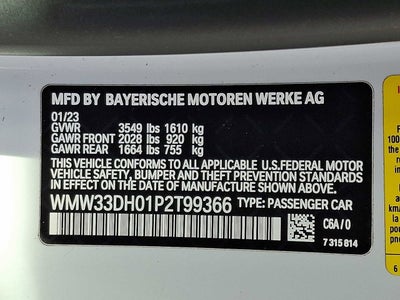 MFD BY BAYERISCHE MOTOREN WERKE AG
01/23
GVWR 3549 lbs 1610 kg
GAWR FRONT 2028 lbs 920 kg
GAWR REAR 1664 lbs 755 kg
THIS VEHICLE CONFORMS TO ALL APPLICABLE U.S.FEDERAL MOTOR
VEHICLE SAFETY, BUMPER AND THEFT PREVENTION STANDARDS
IN EFFECT ON THE DATE OF MANUFACTURE SHOWN ABOVE.
WMW33DH01P2T99366 TYPE: PASSENGER CAR
C6A / 0
7 315 814